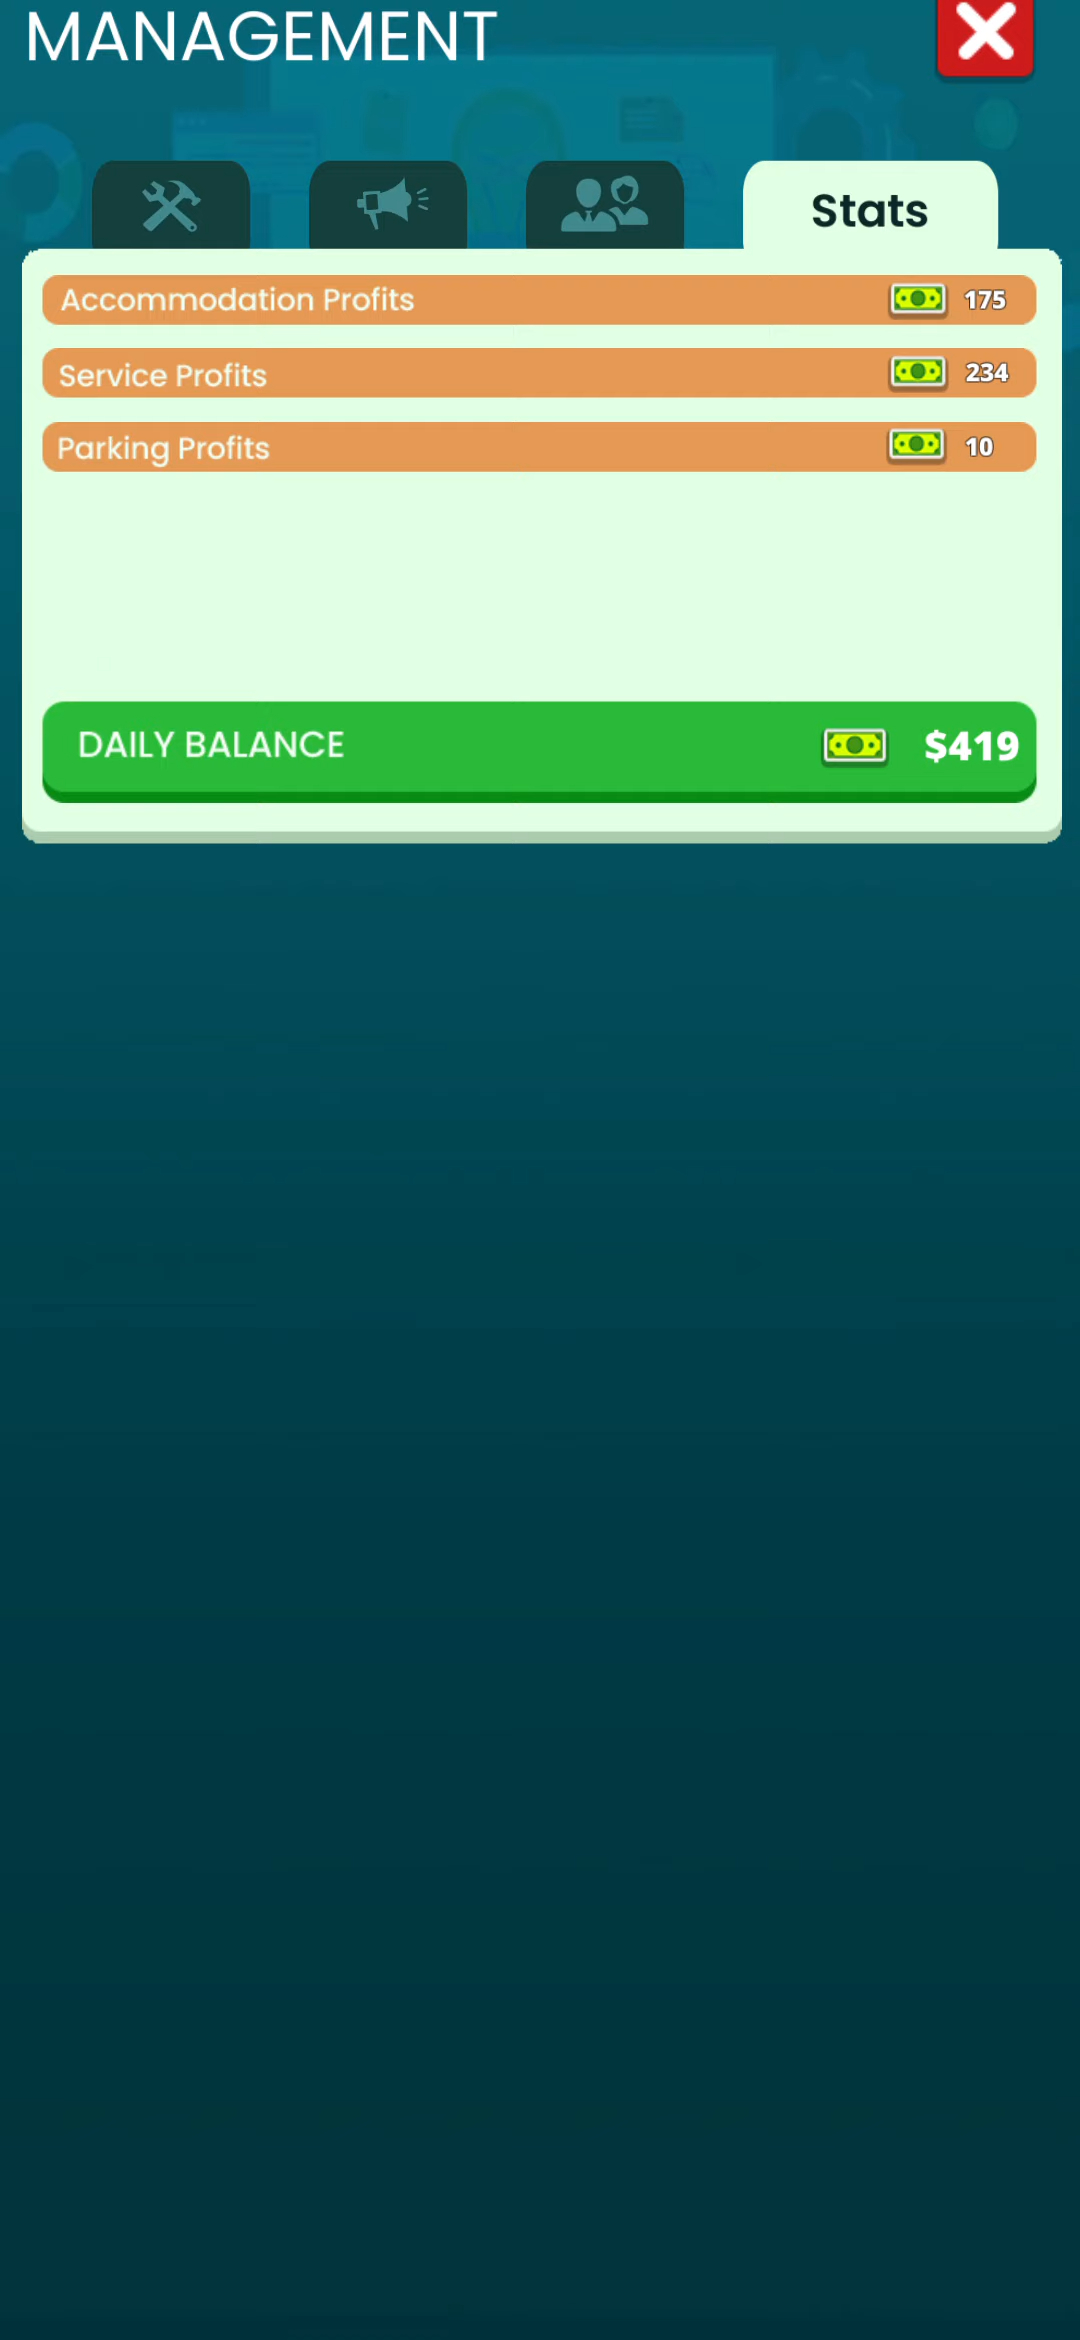 MANAGEMENT
Stats
Accommodation Profits 175
Service Profits 234
Parking Profits 10
DAILY BALANCE $419